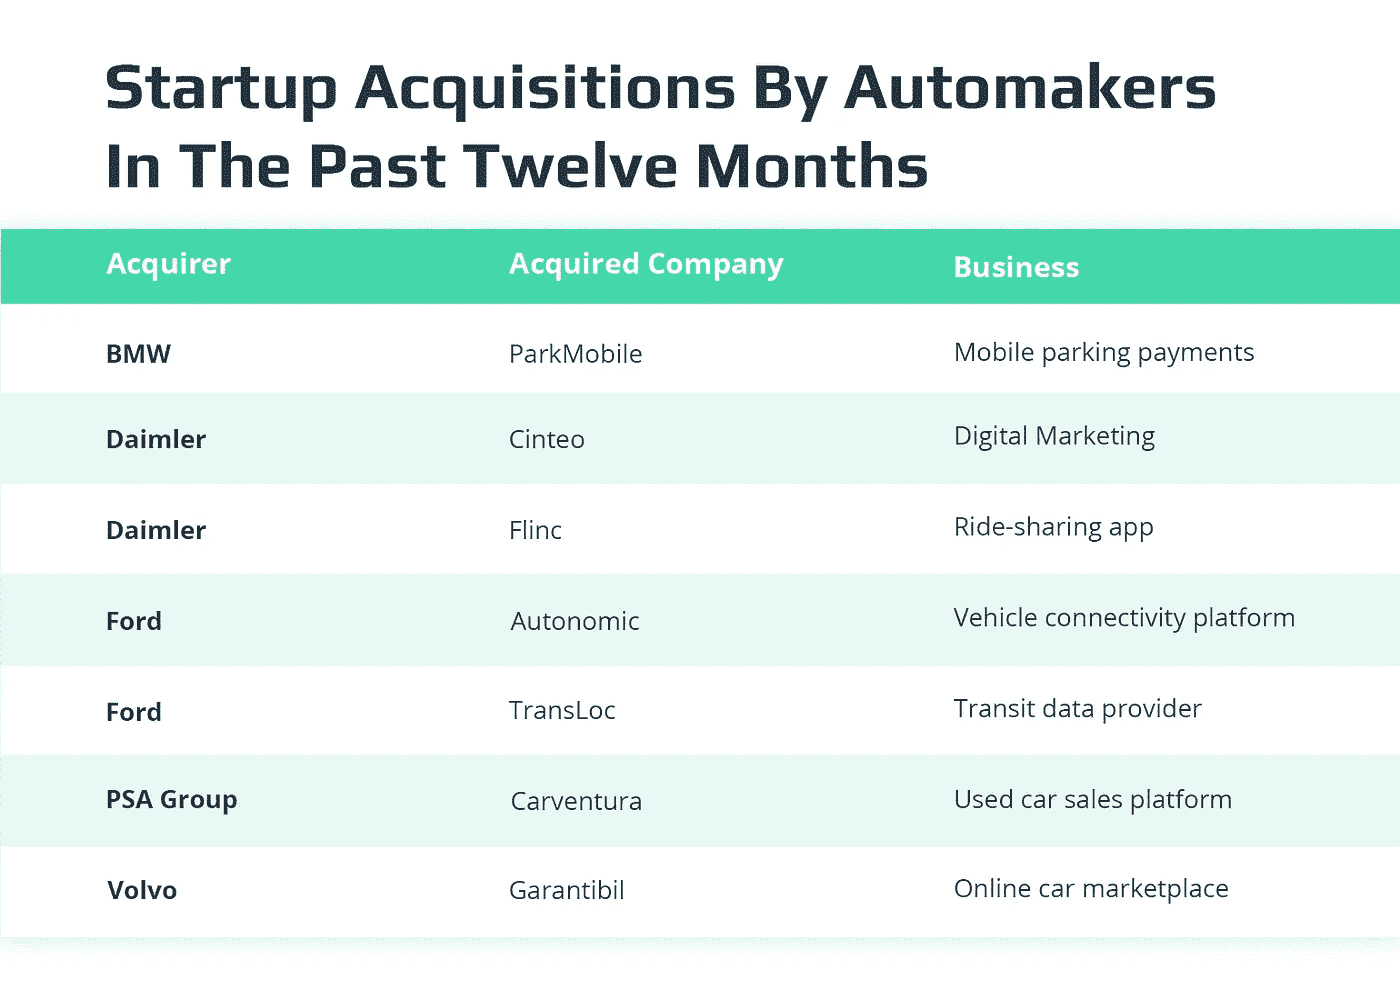 Startup Acquisitions By Automakers
In The Past Twelve Months
Acquirer Acquired Company Business
BMW ParkMobile Mobile parking payments
Daimler Cinteo Digital Marketing
Daimler Flinc Ride-sharing app
Ford Autonomic Vehicle connectivity platform
Ford TransLoc Transit data provider
PSA Group Carventura Used car sales platform
Volvo Garantibil Online car marketplace